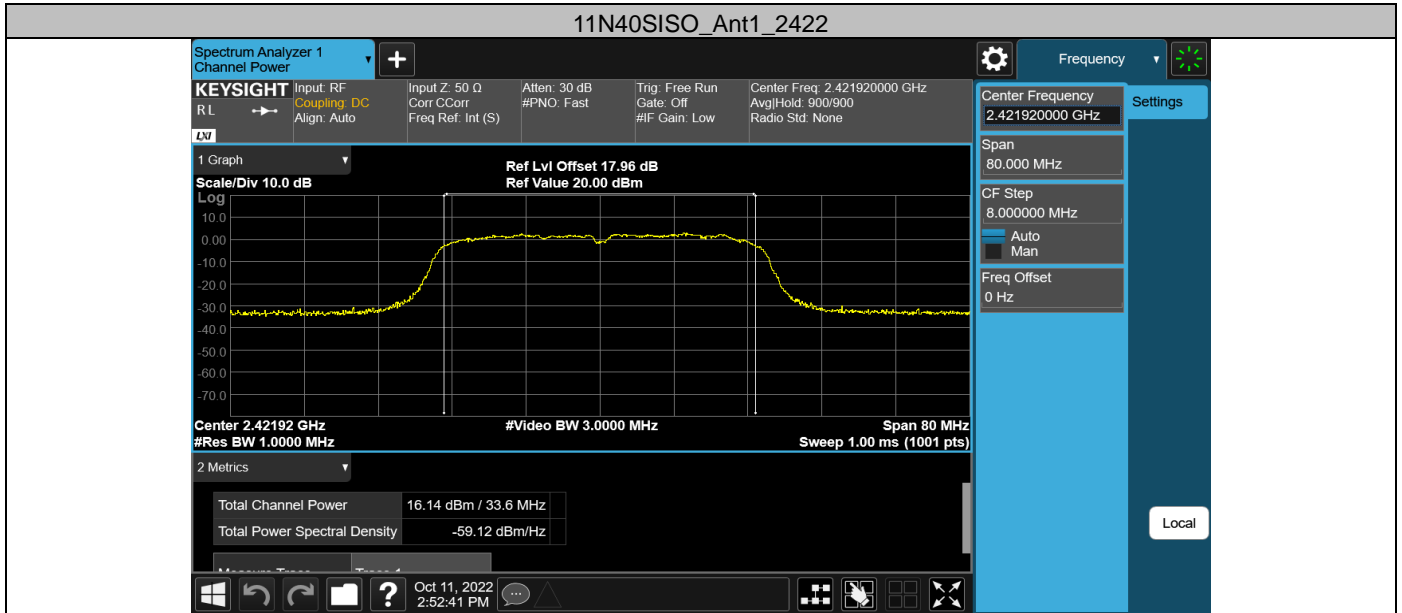 11N40SISO_Ant1_2422
Spectrum Analyzer 1
Channel Power
+
Frequency
KEYSIGHT
R L
LXI
Input: RF
Coupling: DC
Align: Auto
Input Z: 50 Ω
Corr CCorr
Freq Ref: Int (S)
Atten: 30 dB
#PNO: Fast
Trig: Free Run
Gate: Off
#IF Gain: Low
Center Freq: 2.421920000 GHz
Avg|Hold: 900/900
Radio Std: None
Center Frequency
2.421920000 GHz
Settings
Span
80.000 MHz
CF Step
8.000000 MHz
Auto
Man
Freq Offset
0 Hz
Local
1 Graph
Scale/Div 10.0 dB
Ref Lvl Offset 17.96 dB
Ref Value 20.00 dBm
Log
10.0
0.00
-10.0
-20.0
-30.0
-40.0
-50.0
-60.0
-70.0
Center 2.42192 GHz
#Video BW 3.0000 MHz
Span 80 MHz
#Res BW 1.0000 MHz
Sweep 1.00 ms (1001 pts)
2 Metrics
Total Channel Power 16.14 dBm / 33.6 MHz
Total Power Spectral Density -59.12 dBm/Hz
Measure Trace Trace 1
?
Oct 11, 2022
2:52:41 PM